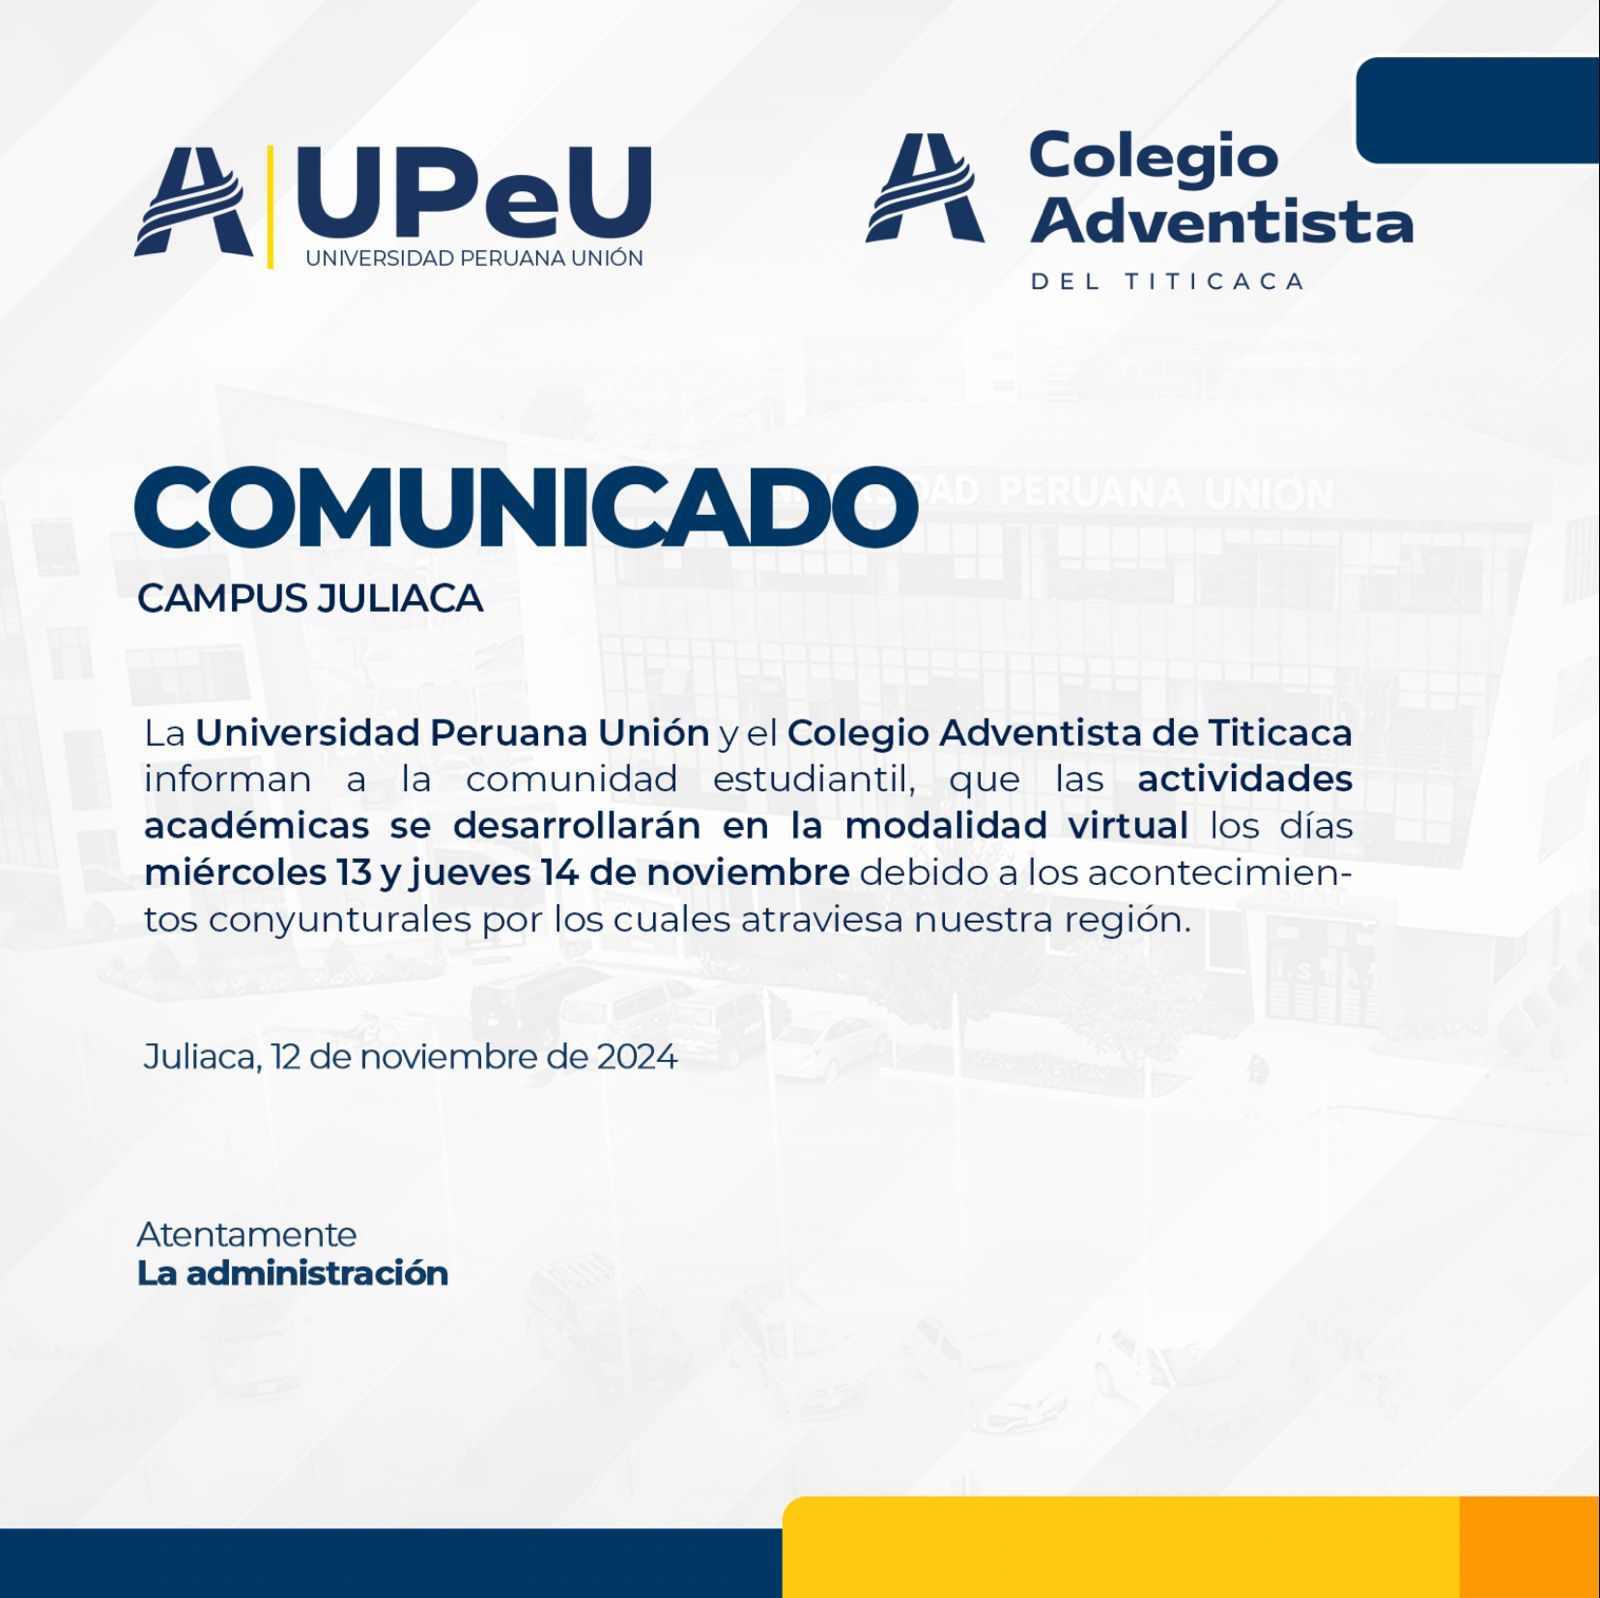 A UPeU
UNIVERSIDAD PERUANA UNIÓN
A Colegio
Adventista
DEL TITICACA
UNIVERSIDAD PERUANA UNIÓN
COMUNICADO
CAMPUS JULIACA
La Universidad Peruana Unión y el Colegio Adventista de Titicaca
informan a la comunidad estudiantil, que las actividades
académicas se desarrollarán en la modalidad virtual los días
miércoles 13 y jueves 14 de noviembre debido a los acontecimien-
tos conyunturales por los cuales atraviesa nuestra región.
Juliaca, 12 de noviembre de 2024
Atentamente
La administración